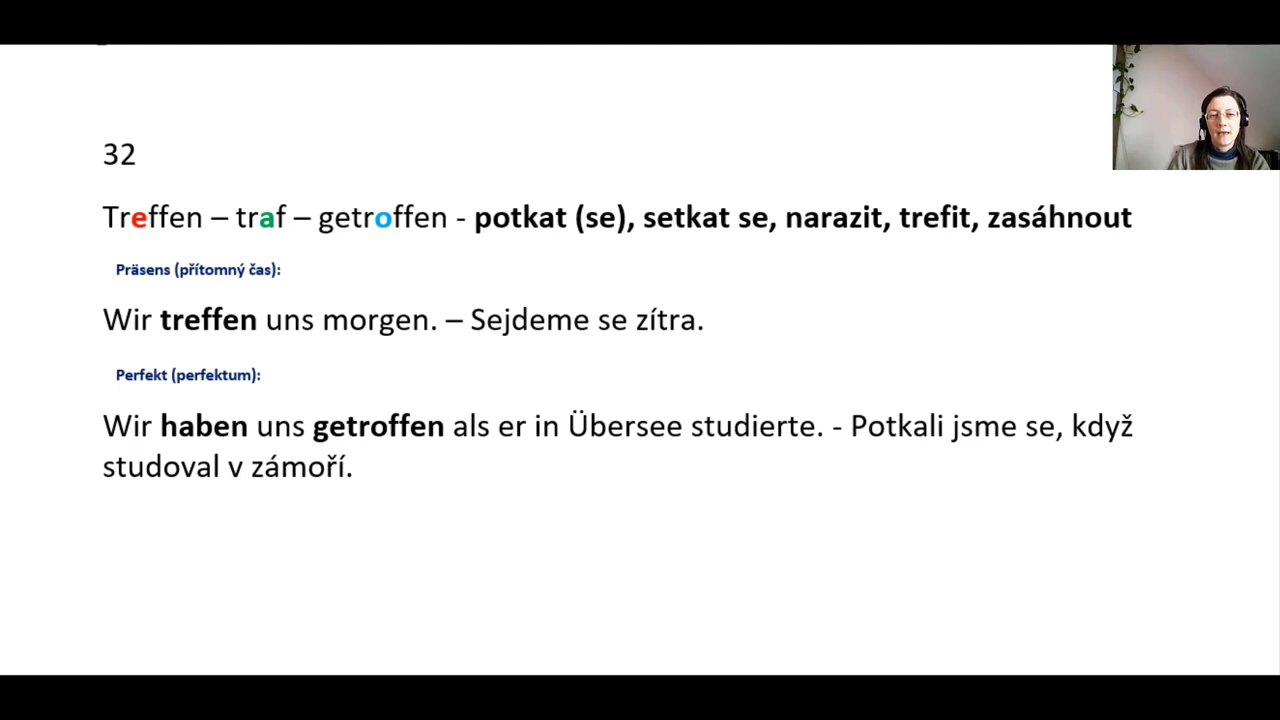 32
Treffen – traf – getroffen - potkat (se), setkat se, narazit, trefit, zasáhnout
Präsens (přítomný čas):
Wir treffen uns morgen. – Sejdeme se zítra.
Perfekt (perfektum):
Wir haben uns getroffen als er in Übersee studierte. - Potkali jsme se, když
studoval v zámoří.